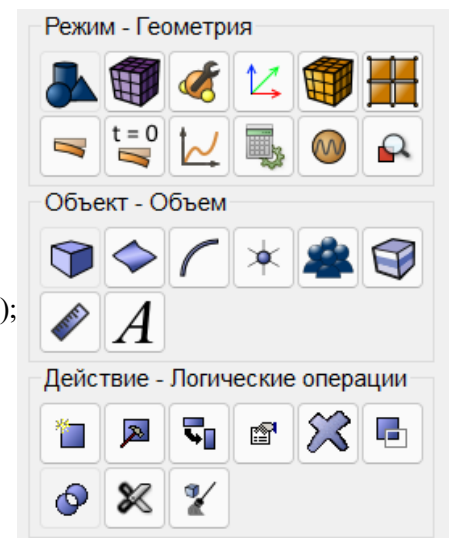 Режим - Геометрия
t = 0
Объект - Объем
);
A
Действие - Логические операции